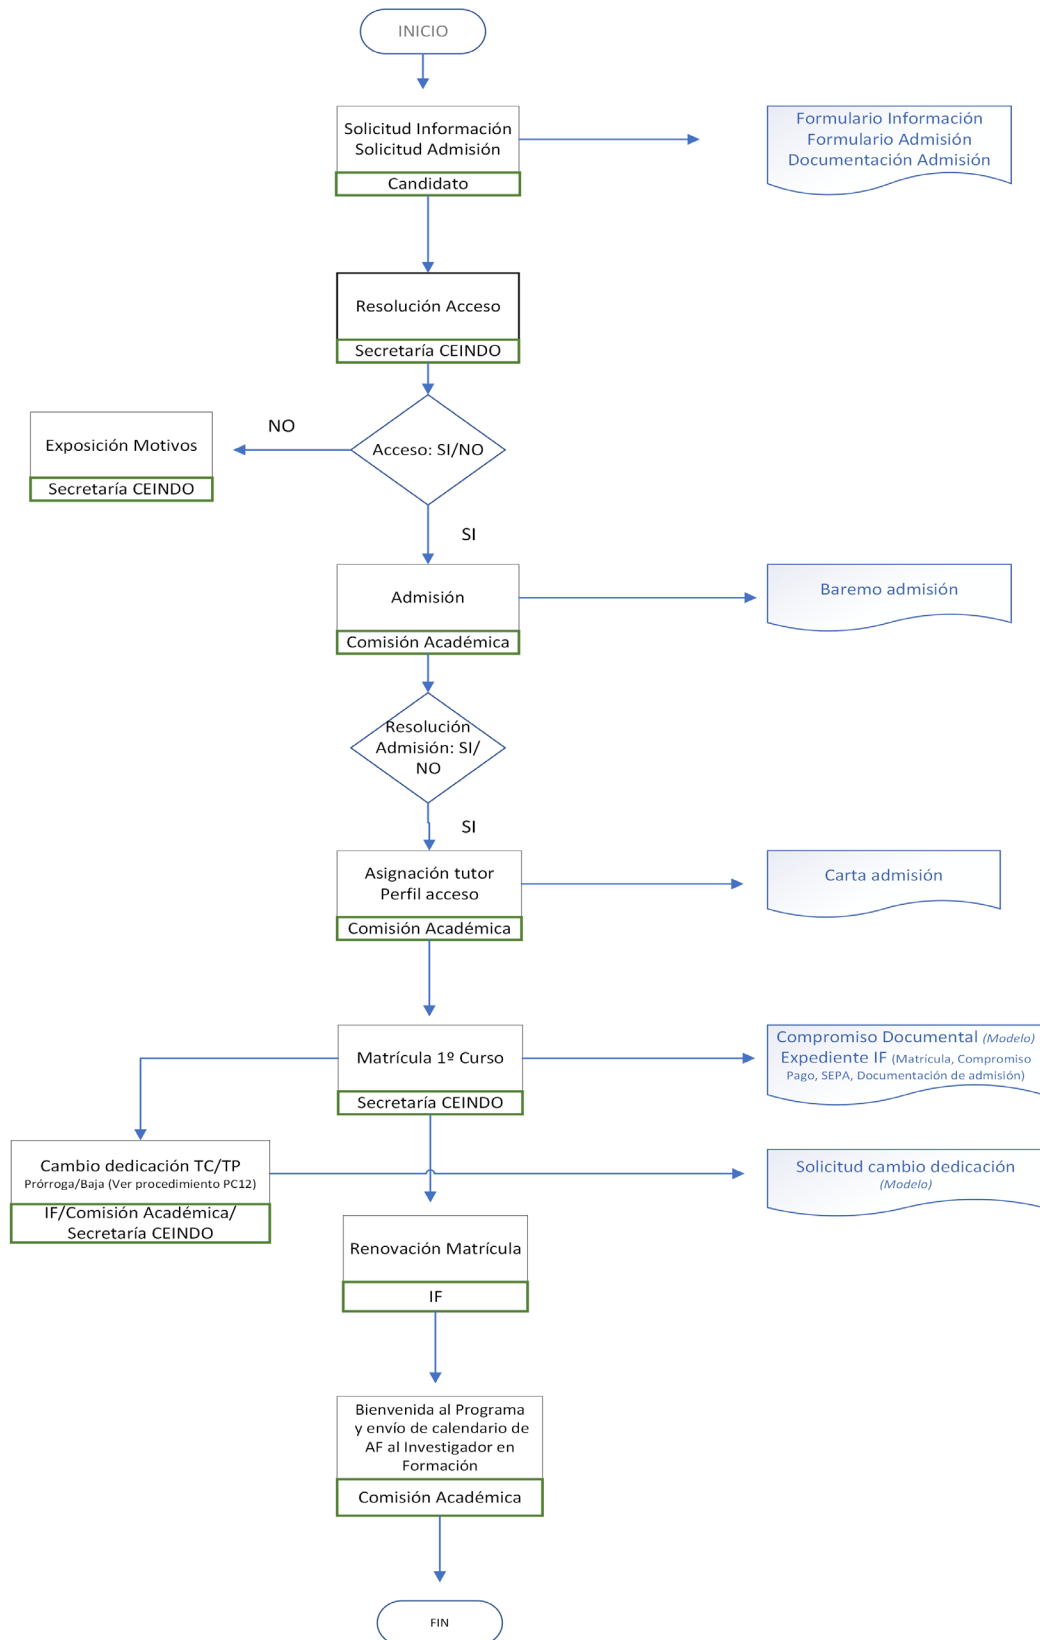 INICIO
Solicitud Información
Solicitud Admisión
Candidato
Formulario Información
Formulario Admisión
Documentación Admisión
Resolución Acceso
Secretaría CEINDO
Acceso: SI/NO
NO
Exposición Motivos
Secretaría CEINDO
SI
Admisión
Comisión Académica
Baremo admisión
Resolución
Admisión: SI/
NO
SI
Asignación tutor
Perfil acceso
Comisión Académica
Carta admisión
Matrícula 1º Curso
Secretaría CEINDO
Compromiso Documental (Modelo)
Expediente IF (Matrícula, Compromiso
Pago, SEPA, Documentación de admisión)
Cambio dedicación TC/TP
Prórroga/Baja (Ver procedimiento PC12)
IF/Comisión Académica/
Secretaría CEINDO
Solicitud cambio dedicación
(Modelo)
Renovación Matrícula
IF
Bienvenida al Programa
y envío de calendario de
AF al Investigador en
Formación
Comisión Académica
FIN